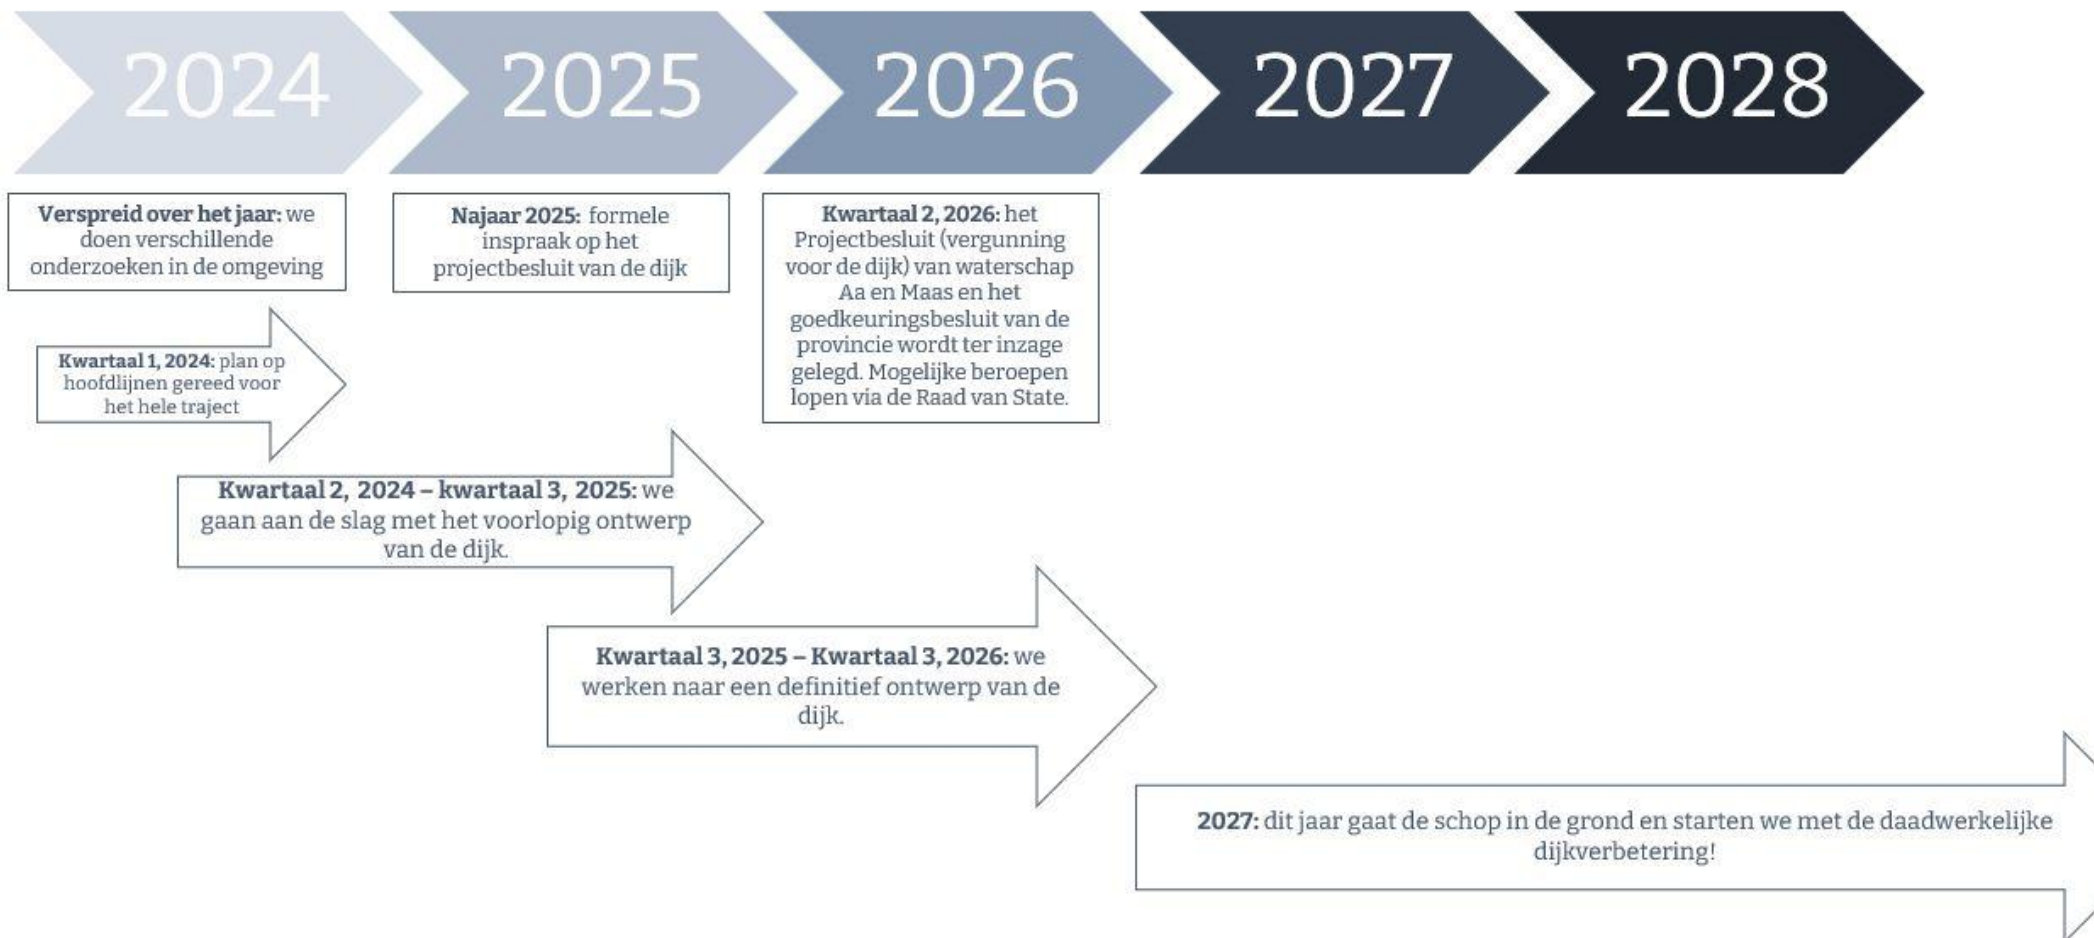 2024
2025
2026
2027
2028
Verspreid over het jaar: we
doen verschillende
onderzoeken in de omgeving
Najaar 2025: formele
inspraak op het
projectbesluit van de dijk
Kwartaal 2, 2026: het
Projectbesluit (vergunning
voor de dijk) van waterschap
Aa en Maas en het
goedkeuringsbesluit van de
provincie wordt ter inzage
gelegd. Mogelijke beroepen
lopen via de Raad van State.
Kwartaal 1, 2024: plan op
hoofdlijnen gereed voor
het hele traject
Kwartaal 2, 2024 – kwartaal 3, 2025: we
gaan aan de slag met het voorlopig ontwerp
van de dijk.
Kwartaal 3, 2025 – Kwartaal 3, 2026: we
werken naar een definitief ontwerp van de
dijk.
2027: dit jaar gaat de schop in de grond en starten we met de daadwerkelijke
dijkverbetering!